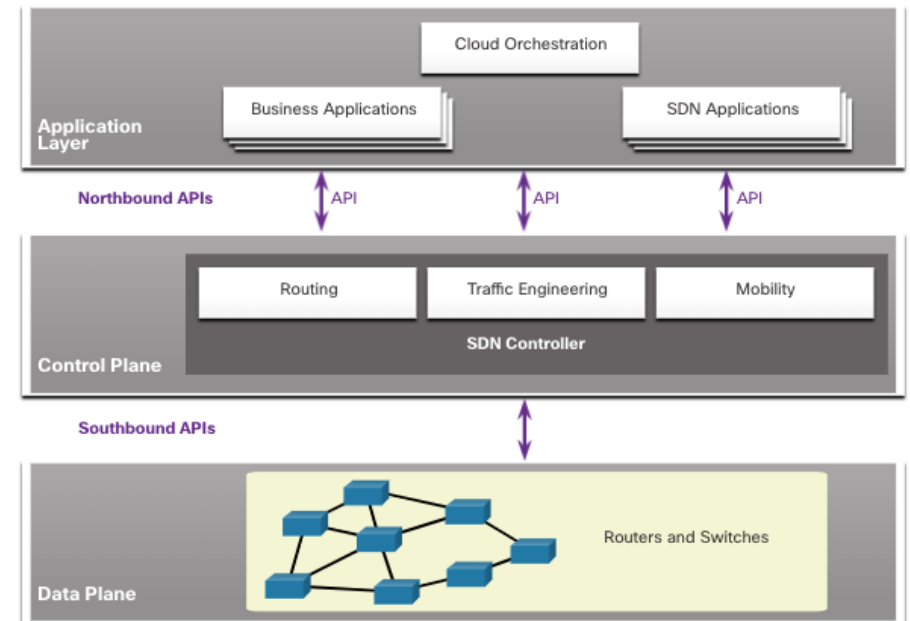 Cloud Orchestration
Business Applications
SDN Applications
Application
Layer
Northbound APIs
API
API
API
Routing
Traffic Engineering
Mobility
SDN Controller
Control Plane
Southbound APIs
Routers and Switches
Data Plane